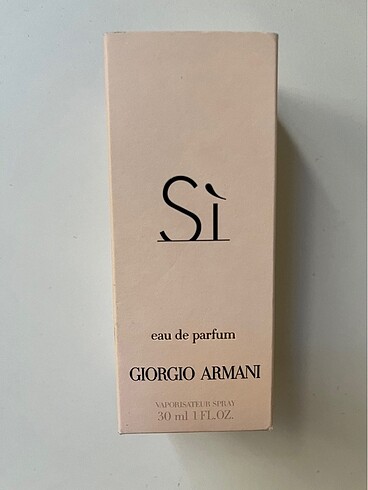 Sì
eau de parfum
GIORGIO ARMANI
VAPORISATEUR SPRAY
30 ml 1 FL.OZ.